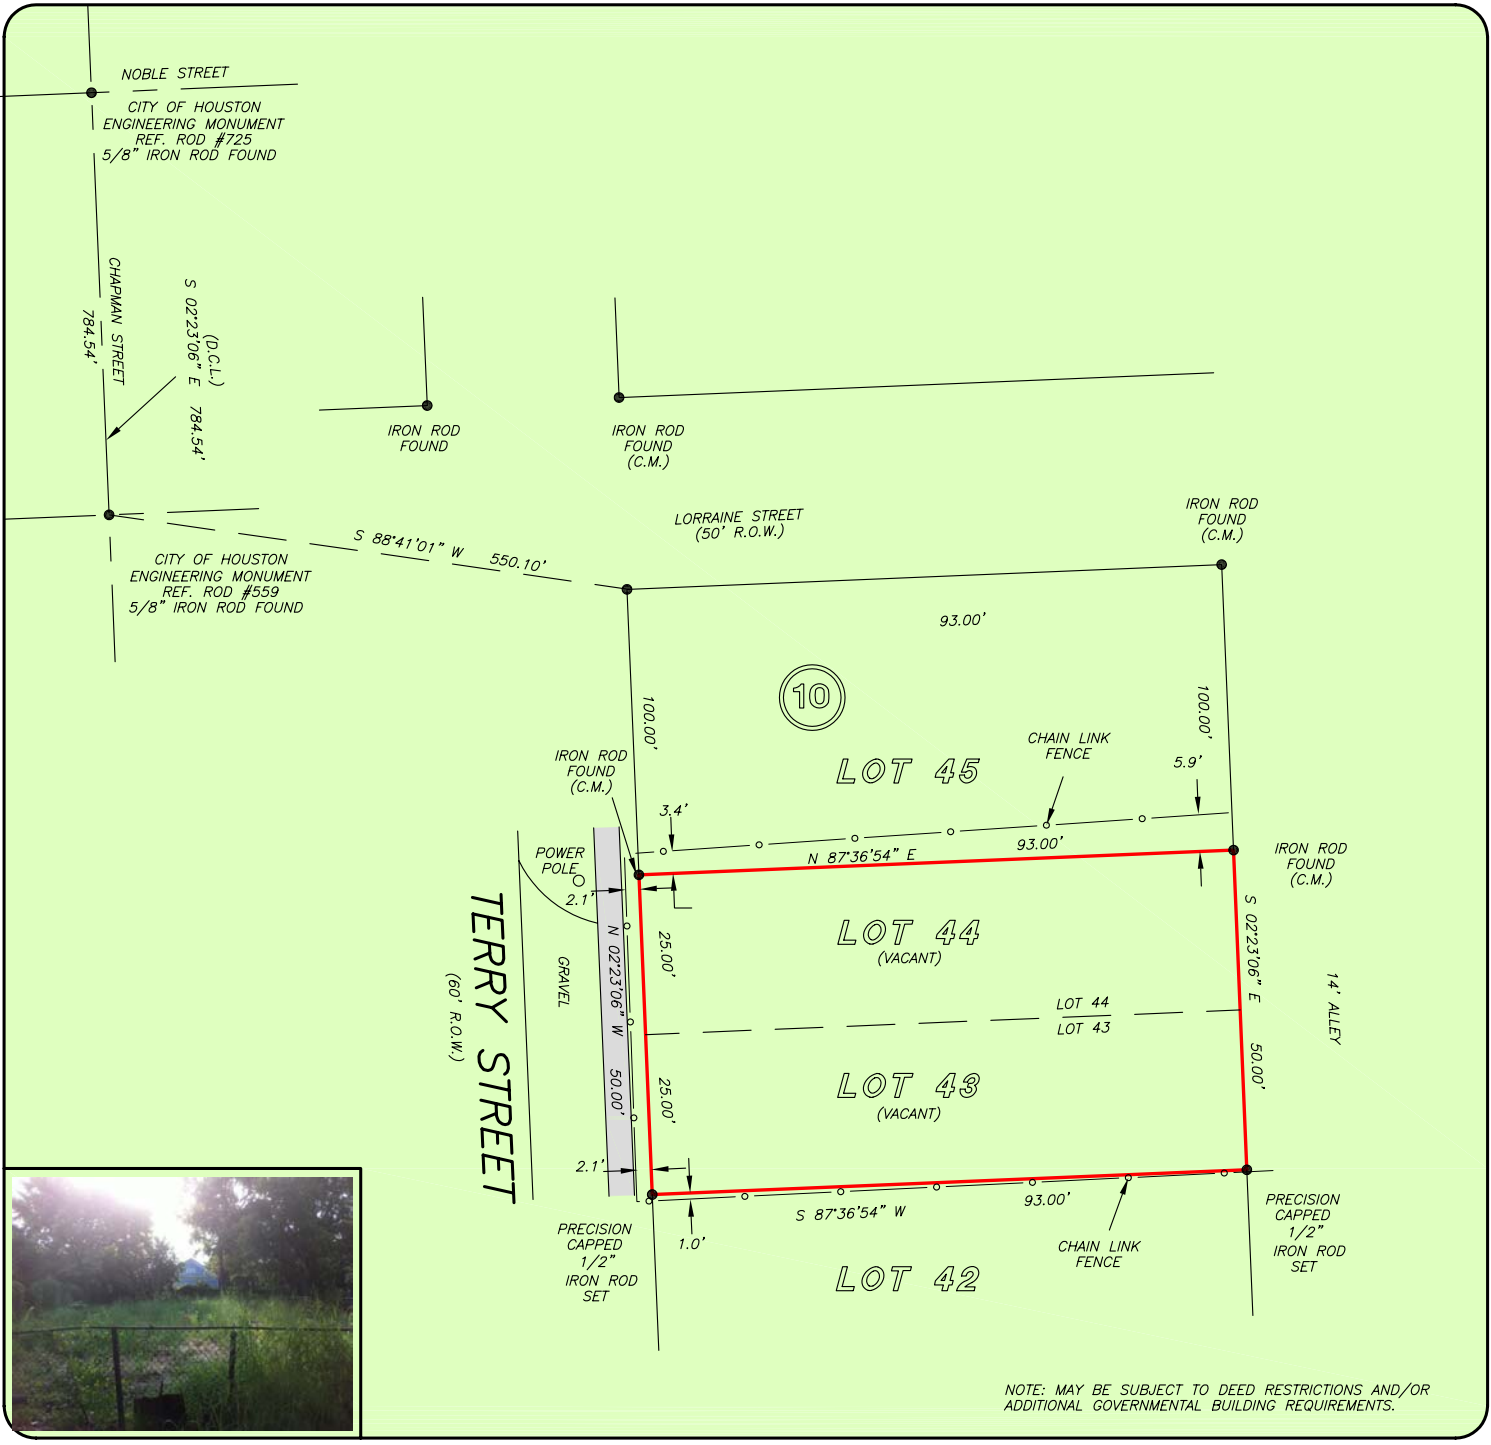 NOBLE STREET
CITY OF HOUSTON
ENGINEERING MONUMENT
REF. ROD #725
5/8" IRON ROD FOUND
CHAPMAN STREET
784.54'
(D.C.L.)
S 02°23'06" E 784.54'
IRON ROD
FOUND
IRON ROD
FOUND
(C.M.)
LORRAINE STREET
(50' R.O.W.)
IRON ROD
FOUND
(C.M.)
S 88°41'01" W 550.10'
CITY OF HOUSTON
ENGINEERING MONUMENT
REF. ROD #559
5/8" IRON ROD FOUND
93.00'
10
100.00'
100.00'
IRON ROD
FOUND
(C.M.)
LOT 45
CHAIN LINK
FENCE
5.9'
3.4'
N 87°36'54" E 93.00'
IRON ROD
FOUND
(C.M.)
POWER
POLE
2.1'
TERRY STREET
(60' R.O.W.)
GRAVEL
N 02°23'06" W 50.00'
25.00'
LOT 44
(VACANT)
S 02°23'06" E 50.00'
14' ALLEY
LOT 44
LOT 43
25.00'
LOT 43
(VACANT)
2.1'
S 87°36'54" W 93.00'
PRECISION
CAPPED
1/2"
IRON ROD
SET
1.0'
CHAIN LINK
FENCE
PRECISION
CAPPED
1/2"
IRON ROD
SET
LOT 42
NOTE: MAY BE SUBJECT TO DEED RESTRICTIONS AND/OR
ADDITIONAL GOVERNMENTAL BUILDING REQUIREMENTS.